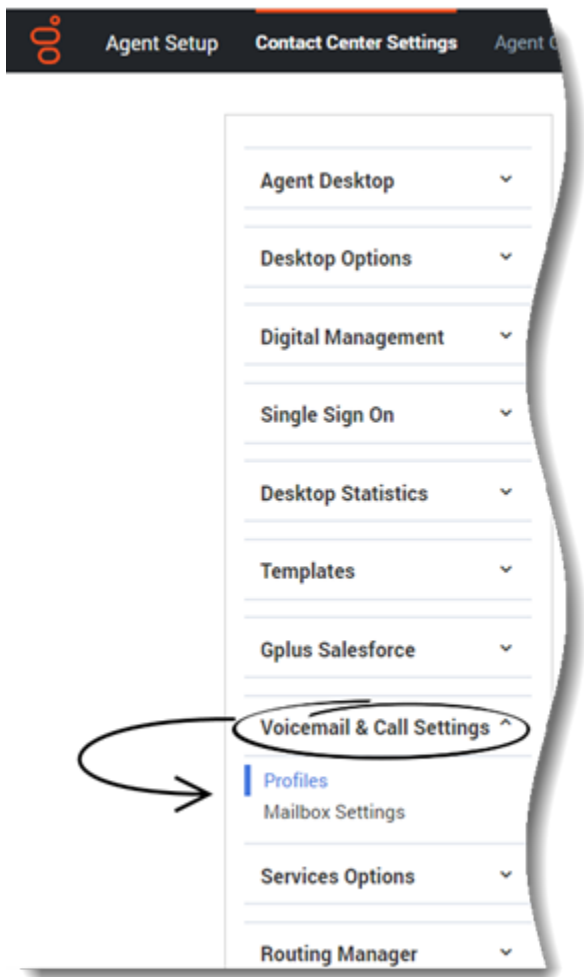 Agent Setup Contact Center Settings Agent
Agent Desktop
Desktop Options
Digital Management
Single Sign On
Desktop Statistics
Templates
Gplus Salesforce
Voicemail & Call Settings
Profiles
Mailbox Settings
Services Options
Routing Manager